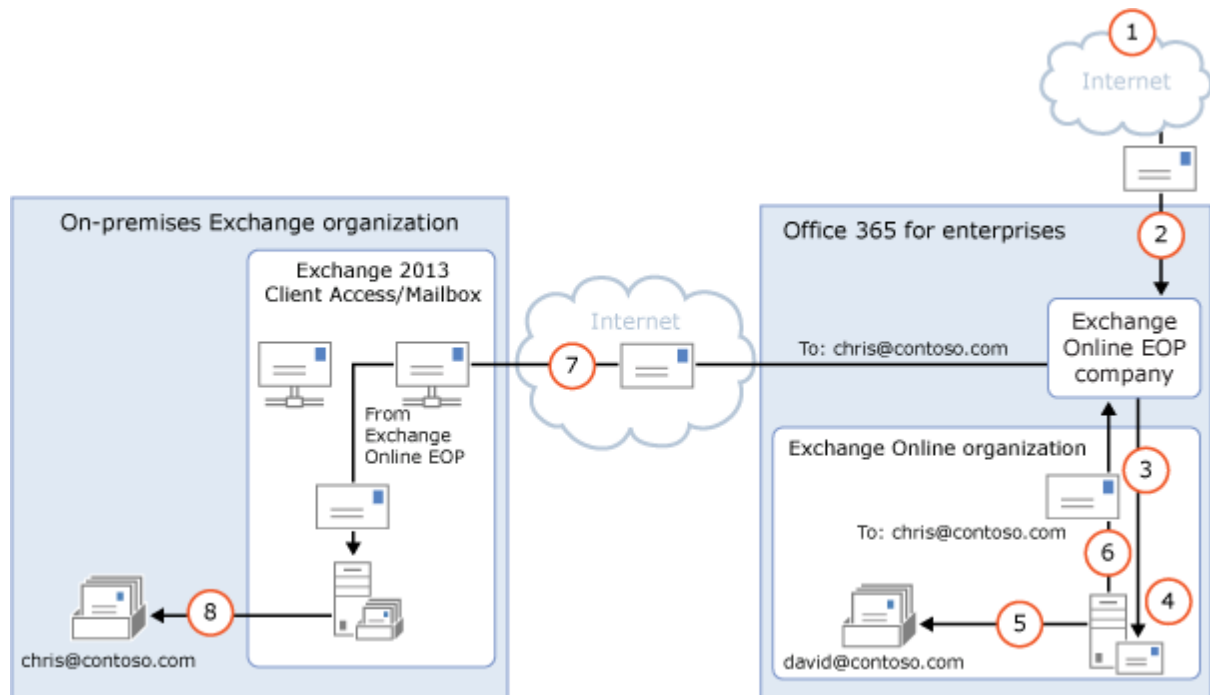 1
Internet
2
On-premises Exchange organization
Office 365 for enterprises
Exchange 2013
Client Access/Mailbox
Internet
7
To: chris@contoso.com
Exchange
Online EOP
company
From
Exchange
Online EOP
Exchange Online organization
3
To: chris@contoso.com
6
4
8
5
chris@contoso.com
david@contoso.com